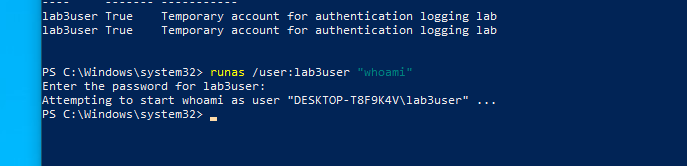 ---- ------- -----------
lab3user True Temporary account for authentication logging lab
lab3user True Temporary account for authentication logging lab
PS C:\Windows\system32> runas /user:lab3user "whoami"
Enter the password for lab3user:
Attempting to start whoami as user "DESKTOP-T8F9K4V\lab3user" ...
PS C:\Windows\system32>